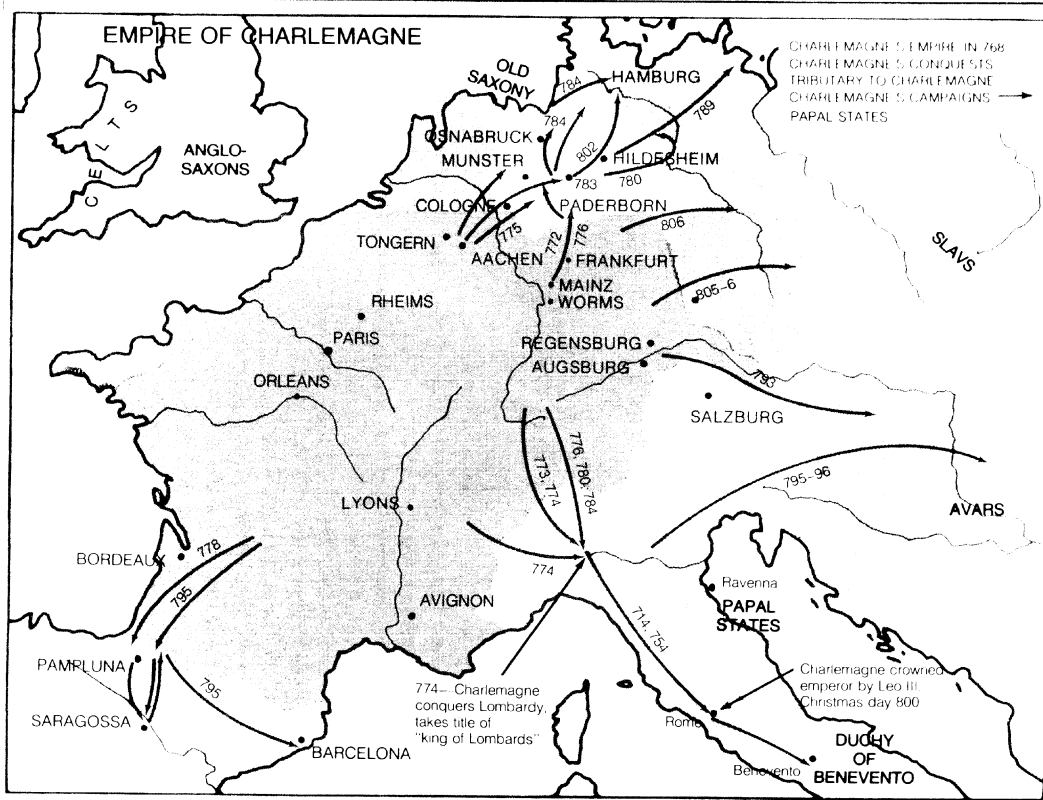 EMPIRE OF CHARLEMAGNE
CHARLEMAGNE'S EMPIRE IN 768
CHARLEMAGNE'S CONQUESTS
TRIBUTARY TO CHARLEMAGNE
CHARLEMAGNE'S CAMPAIGNS
PAPAL STATES
OLD
SAXONY
784
HAMBURG
789
CELTS
ANGLO-
SAXONS
784
OSNABRUCK
MUNSTER
802
HILDESHEIM
783
780
COLOGNE
PADERBORN
775
806
TONGERN
AACHEN
772
776
FRANKFURT
SLAVS
MAINZ
WORMS
805-6
RHEIMS
PARIS
REGENSBURG
AUGSBURG
793
ORLEANS
SALZBURG
773, 774
776, 780, 784
795-96
LYONS
AVARS
BORDEAUX
778
774
795
Ravenna
AVIGNON
PAPAL
STATES
714, 754
PAMPLUNA
795
774—Charlemagne
conquers Lombardy,
takes title of
"king of Lombards"
Charlemagne crowned
emperor by Leo III,
Christmas day 800
SARAGOSSA
Rome
BARCELONA
DUCHY
OF
BENEVENTO
Benevento